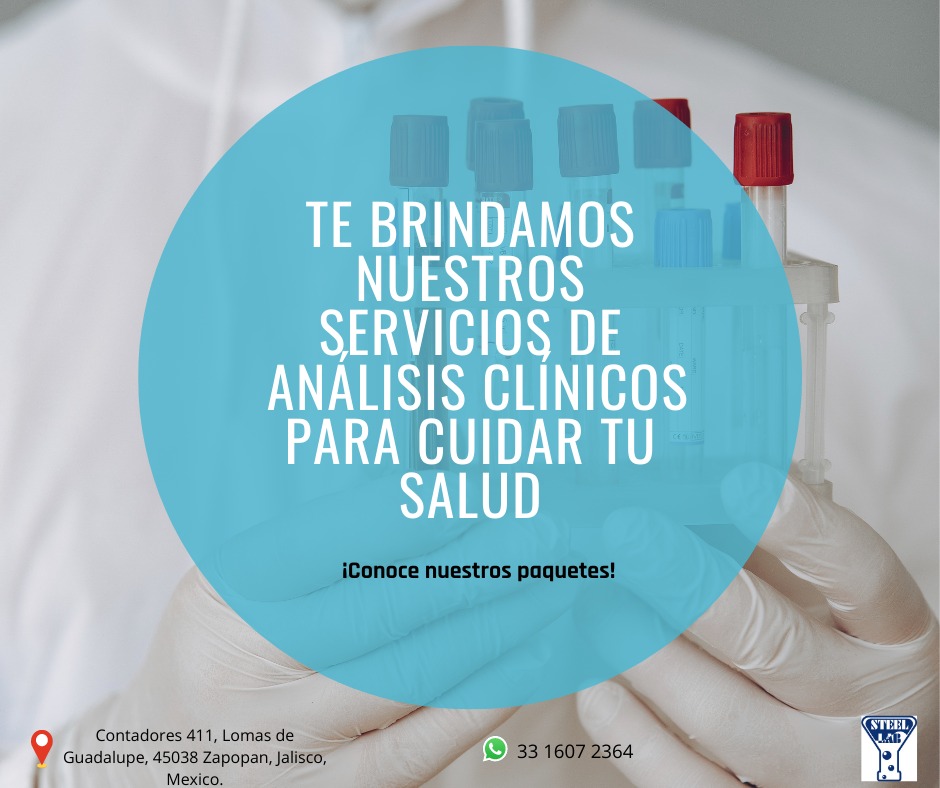 TE BRINDAMOS
NUESTROS
SERVICIOS DE
ANÁLISIS CLÍNICOS
PARA CUIDAR TU
SALUD
¡Conoce nuestros paquetes!
Contadores 411, Lomas de
Guadalupe, 45038 Zapopan, Jalisco,
Mexico.
33 1607 2364
STEEL
LAB